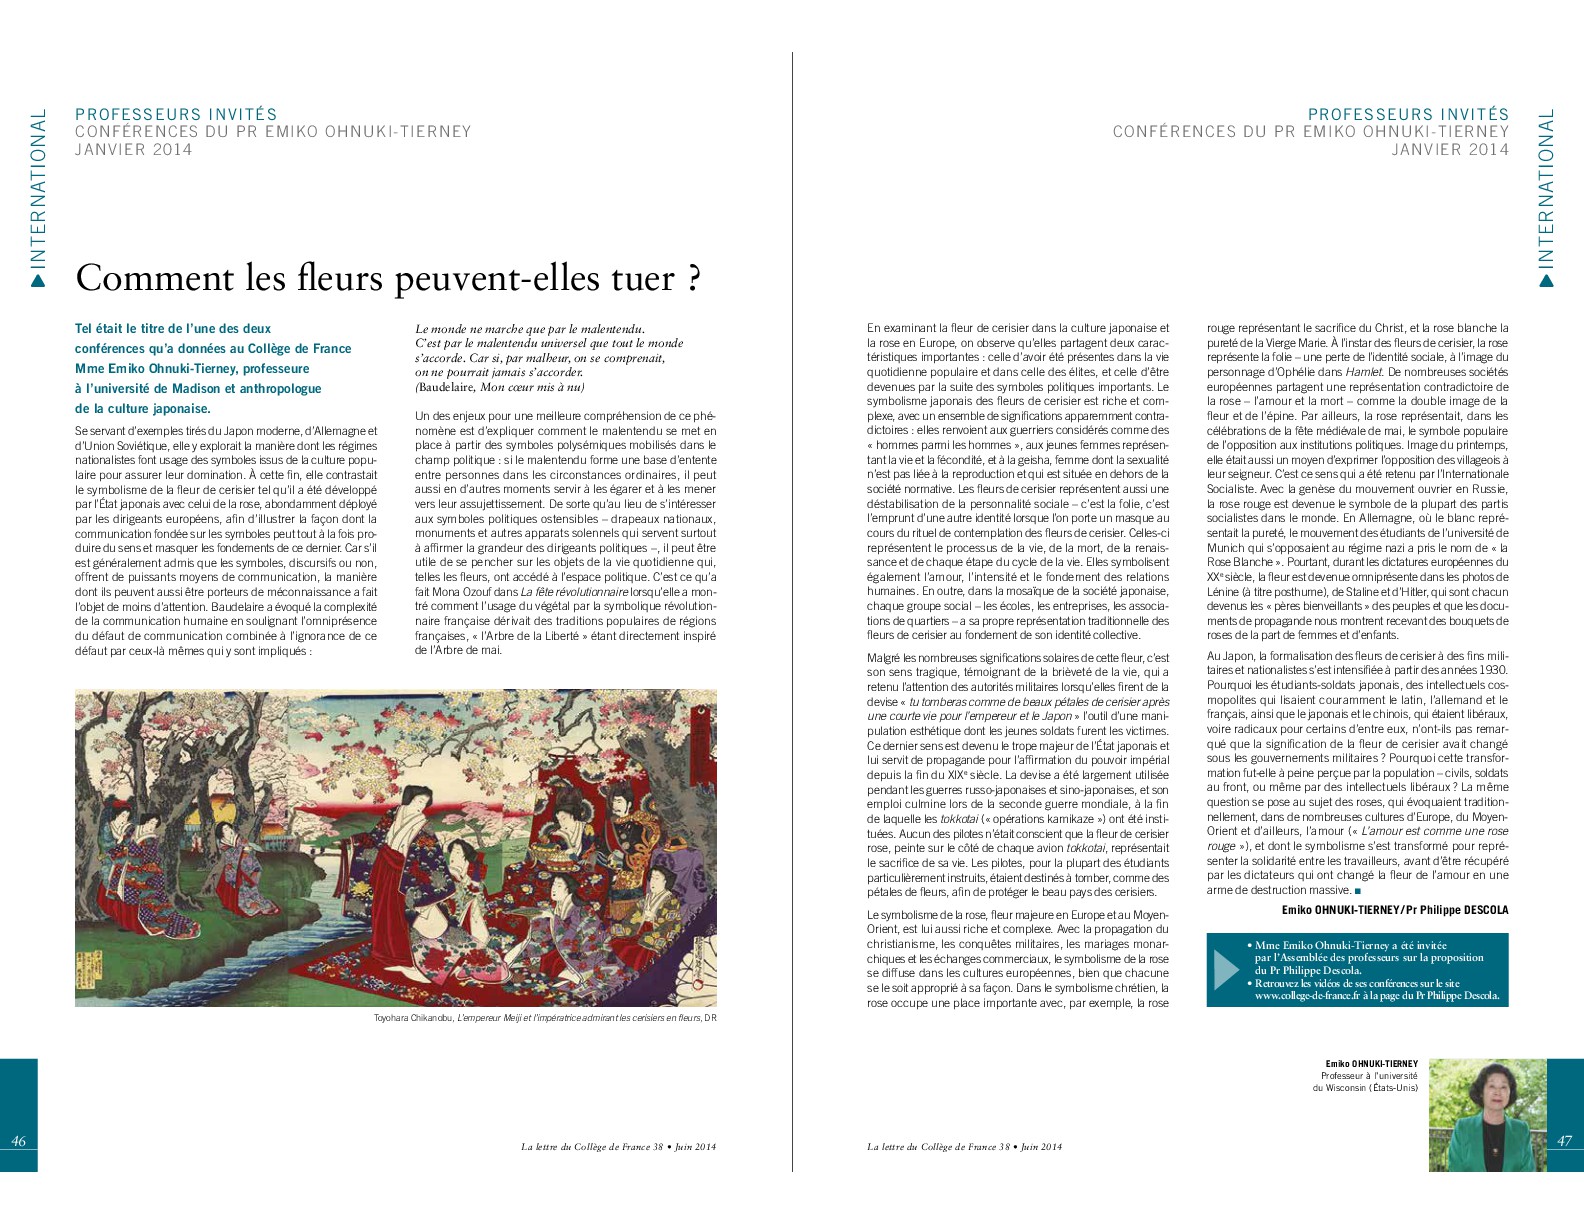 INTERNATIONAL
PROFESSEURS INVITÉS
CONFÉRENCES DU PR EMIKO OHNUKI-TIERNEY
JANVIER 2014
Comment les fleurs peuvent-elles tuer ?
Tel était le titre de l'une des deux
conférences qu'a données au Collège de France
Mme Emiko Ohnuki-Tierney, professeure
à l'université de Madison et anthropologue
de la culture japonaise.
Se servant d'exemples tirés du Japon moderne, d'Allemagne et
d'Union Soviétique, elle y explorait la manière dont les régimes
nationalistes font usage des symboles issus de la culture popu-
laire pour assurer leur domination. À cette fin, elle contrastait
le symbolisme de la fleur de cerisier tel qu'il a été développé
par l'État japonais avec celui de la rose, abondamment déployé
par les dirigeants européens, afin d'illustrer la façon dont la
communication fondée sur les symboles peut tout à la fois pro-
duire du sens et masquer les fondements de ce dernier. Car s'il
est généralement admis que les symboles, discursifs ou non,
offrent de puissants moyens de communication, la manière
dont ils peuvent aussi être porteurs de méconnaissance a fait
l'objet de moins d'attention. Baudelaire a évoqué la complexité
de la communication humaine en soulignant l'omniprésence
du défaut de communication combinée à l'ignorance de ce
défaut par ceux-là mêmes qui y sont impliqués :
Le monde ne marche que par le malentendu.
C'est par le malentendu universel que tout le monde
s'accorde. Car si, par malheur, on se comprenait,
on ne pourrait jamais s'accorder.
(Baudelaire, Mon cœur mis à nu)
Un des enjeux pour une meilleure compréhension de ce phé-
nomène est d'expliquer comment le malentendu se met en
place à partir des symboles polysémiques mobilisés dans le
champ politique : si le malentendu forme une base d'entente
entre personnes dans les circonstances ordinaires, il peut
aussi en d'autres moments servir à les égarer et à les mener
vers leur assujettissement. De sorte qu'au lieu de s'intéresser
aux symboles politiques ostensibles – drapeaux nationaux,
monuments et autres apparats solennels qui servent surtout
à affirmer la grandeur des dirigeants politiques –, il peut être
utile de se pencher sur les objets de la vie quotidienne qui,
telles les fleurs, ont accédé à l'espace politique. C'est ce qu'a
fait Mona Ozouf dans La fête révolutionnaire lorsqu'elle a mon-
tré comment l'usage du végétal par la symbolique révolution-
naire française dérivait des traditions populaires de régions
françaises, « l'Arbre de la Liberté » étant directement inspiré
de l'Arbre de mai.
Toyohara Chikanobu, L'empereur Meiji et l'impératrice admirant les cerisiers en fleurs, DR
46
La lettre du Collège de France 38 • Juin 2014
PROFESSEURS INVITÉS
CONFÉRENCES DU PR EMIKO OHNUKI-TIERNEY
JANVIER 2014
INTERNATIONAL
En examinant la fleur de cerisier dans la culture japonaise et
la rose en Europe, on observe qu'elles partagent deux carac-
téristiques importantes : celle d'avoir été présentes dans la vie
quotidienne populaire et dans celle des élites, et celle d'être
devenues par la suite des symboles politiques importants. Le
symbolisme japonais des fleurs de cerisier est riche et com-
plexe, avec un ensemble de significations apparemment contra-
dictoires : elles renvoient aux guerriers considérés comme des
« hommes parmi les hommes », aux jeunes femmes représen-
tant la vie et la fécondité, et à la geisha, femme dont la sexualité
n'est pas liée à la reproduction et qui est située en dehors de la
société normative. Les fleurs de cerisier représentent aussi une
déstabilisation de la personnalité sociale – c'est la folie, c'est
l'emprunt d'une autre identité lorsque l'on porte un masque au
cours du rituel de contemplation des fleurs de cerisier. Celles-ci
représentent le processus de la vie, de la mort, de la renais-
sance et de chaque étape du cycle de la vie. Elles symbolisent
également l'amour, l'intensité et le fondement des relations
humaines. En outre, dans la mosaïque de la société japonaise,
chaque groupe social – les écoles, les entreprises, les associa-
tions de quartiers – a sa propre représentation traditionnelle des
fleurs de cerisier au fondement de son identité collective.
Malgré les nombreuses significations solaires de cette fleur, c'est
son sens tragique, témoignant de la brièveté de la vie, qui a
retenu l'attention des autorités militaires lorsqu'elles firent de la
devise « tu tomberas comme de beaux pétales de cerisier après
une courte vie pour l'empereur et le Japon » l'outil d'une mani-
pulation esthétique dont les jeunes soldats furent les victimes.
Ce dernier sens est devenu le trope majeur de l'État japonais et
lui servit de propagande pour l'affirmation du pouvoir impérial
depuis la fin du XIXe siècle. La devise a été largement utilisée
pendant les guerres russo-japonaises et sino-japonaises, et son
emploi culmine lors de la seconde guerre mondiale, à la fin
de laquelle les tokkotai (« opérations kamikaze ») ont été insti-
tuées. Aucun des pilotes n'était conscient que la fleur de cerisier
rose, peinte sur le côté de chaque avion tokkotai, représentait
le sacrifice de sa vie. Les pilotes, pour la plupart des étudiants
particulièrement instruits, étaient destinés à tomber, comme des
pétales de fleurs, afin de protéger le beau pays des cerisiers.
Le symbolisme de la rose, fleur majeure en Europe et au Moyen-
Orient, est lui aussi riche et complexe. Avec la propagation du
christianisme, les conquêtes militaires, les mariages monar-
chiques et les échanges commerciaux, le symbolisme de la rose
se diffuse dans les cultures européennes, bien que chacune
se le soit approprié à sa façon. Dans le symbolisme chrétien, la
rose occupe une place importante avec, par exemple, la rose
rouge représentant le sacrifice du Christ, et la rose blanche la
pureté de la Vierge Marie. À l'instar des fleurs de cerisier, la rose
représente la folie – une perte de l'identité sociale, à l'image du
personnage d'Ophélie dans Hamlet. De nombreuses sociétés
européennes partagent une représentation contradictoire de
la rose – l'amour et la mort – comme la double image de la
fleur et de l'épine. Par ailleurs, la rose représentait, dans les
célébrations de la fête médiévale de mai, le symbole populaire
de l'opposition aux institutions politiques. Image du printemps,
elle était aussi un moyen d'exprimer l'opposition des villageois à
leur seigneur. C'est ce sens qui a été retenu par l'Internationale
Socialiste. Avec la genèse du mouvement ouvrier en Russie,
la rose rouge est devenue le symbole de la plupart des partis
socialistes dans le monde. En Allemagne, où le blanc repré-
sentait la pureté, le mouvement des étudiants de l'université de
Munich qui s'opposaient au régime nazi a pris le nom de « la
Rose Blanche ». Pourtant, durant les dictatures européennes du
XXe siècle, la fleur est devenue omniprésente dans les photos de
Lénine (à titre posthume), de Staline et d'Hitler, qui sont chacun
devenus les « pères bienveillants » des peuples et que les docu-
ments de propagande nous montrent recevant des bouquets de
roses de la part de femmes et d'enfants.
Au Japon, la formalisation des fleurs de cerisier à des fins mili-
taires et nationalistes s'est intensifiée à partir des années 1930.
Pourquoi les étudiants-soldats japonais, des intellectuels cos-
mopolites qui lisaient couramment le latin, l'allemand et le
français, ainsi que le japonais et le chinois, qui étaient libéraux,
voire radicaux pour certains d'entre eux, n'ont-ils pas remar-
qué que la signification de la fleur de cerisier avait changé
sous les gouvernements militaires ? Pourquoi cette transfor-
mation fut-elle à peine perçue par la population – civils, soldats
au front, ou même par des intellectuels libéraux ? La même
question se pose au sujet des roses, qui évoquaient tradition-
nellement, dans de nombreuses cultures d'Europe, du Moyen-
Orient et d'ailleurs, l'amour (« L'amour est comme une rose
rouge »), et dont le symbolisme s'est transformé pour repré-
senter la solidarité entre les travailleurs, avant d'être récupéré
par les dictateurs qui ont changé la fleur de l'amour en une
arme de destruction massive. ■
Emiko OHNUKI-TIERNEY/Pr Philippe DESCOLA
• Mme Emiko Ohnuki-Tierney a été invitée
par l'Assemblée des professeurs sur la proposition
du Pr Philippe Descola.
• Retrouvez les vidéos de ses conférences sur le site
www.college-de-france.fr à la page du Pr Philippe Descola.
Emiko OHNUKI-TIERNEY
Professeur à l'université
du Wisconsin (États-Unis)
La lettre du Collège de France 38 • Juin 2014
47